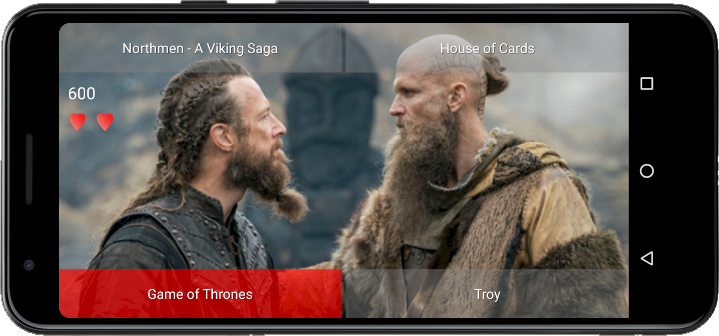 Northmen - A Viking Saga
House of Cards
600
Game of Thrones
Troy